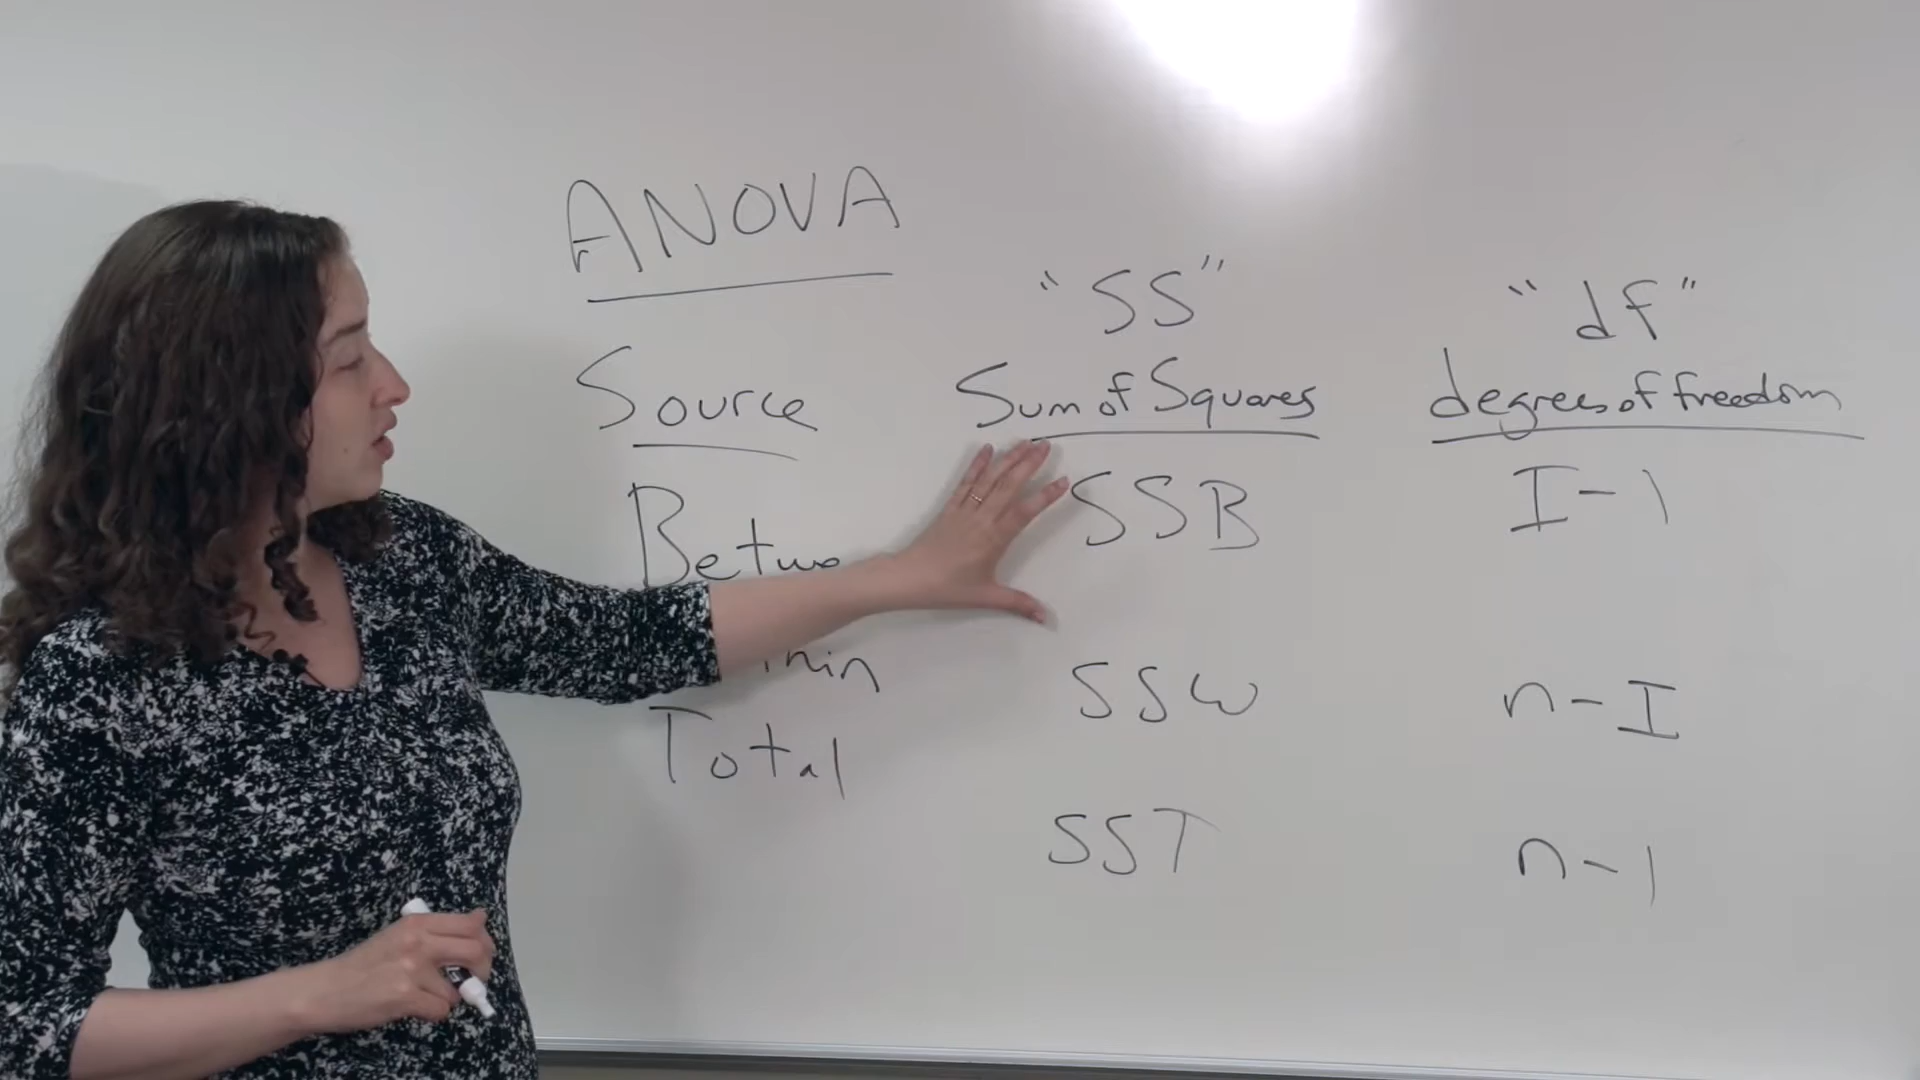 ANOVA
"SS" "df"
Source Sum of Squares degrees of freedom
SSB I-1
SSW n-I
Total
SST n-1